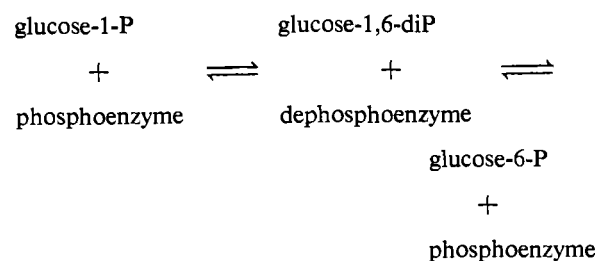 glucose-1-P glucose-1,6-diP
+ ⇌ + ⇌
phosphoenzyme dephosphoenzyme
glucose-6-P
+
phosphoenzyme